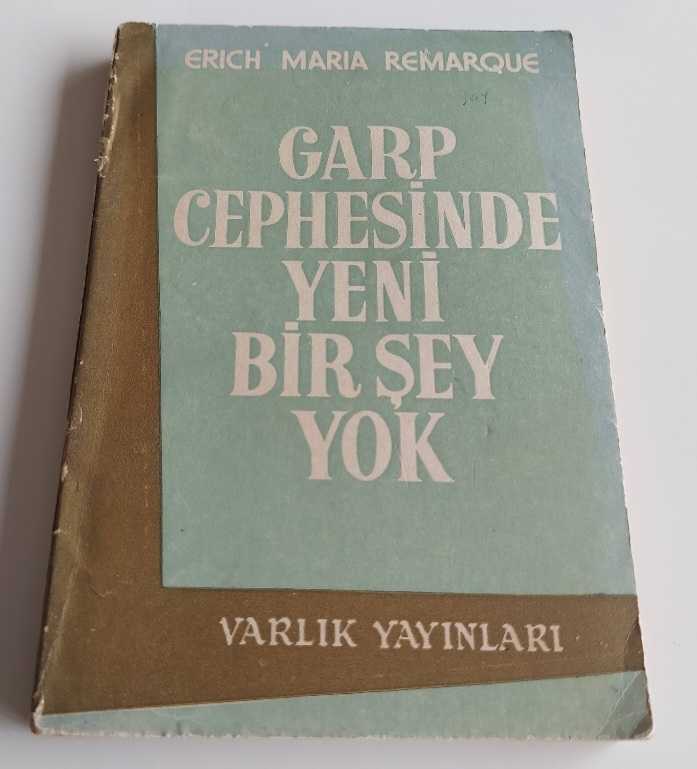 ERICH MARIA REMARQUE
GARP
CEPHESİNDE
YENİ
BİR ŞEY
YOK
VARLIK YAYINLARI